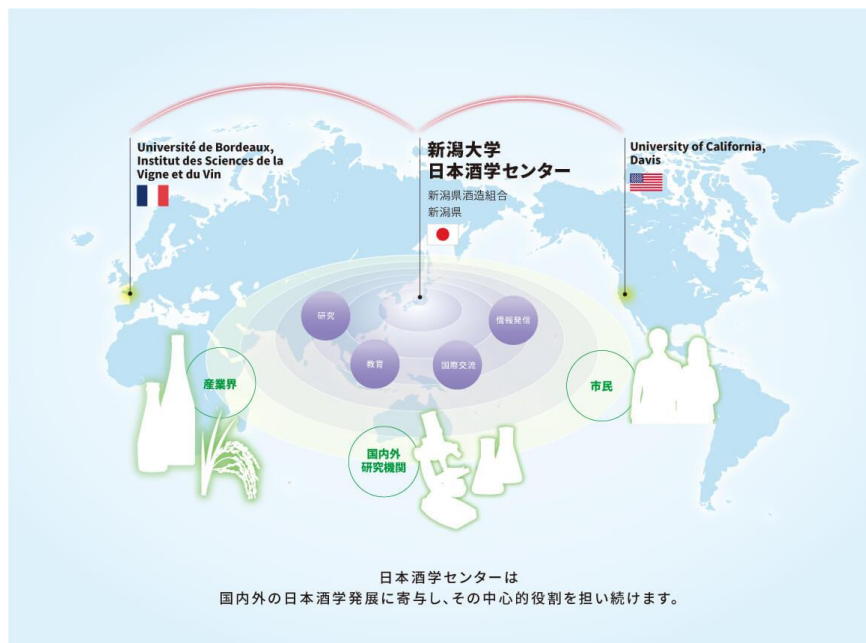 Université de Bordeaux,
Institut des Sciences de la
Vigne et du Vin
新潟大学
日本酒学センター
新潟県酒造組合
新潟県
University of California,
Davis
研究
情報発信
教育
国際交流
産業界
市民
国内外
研究機関
日本酒学センターは
国内外の日本酒学発展に寄与し、その中心的役割を担い続けます。